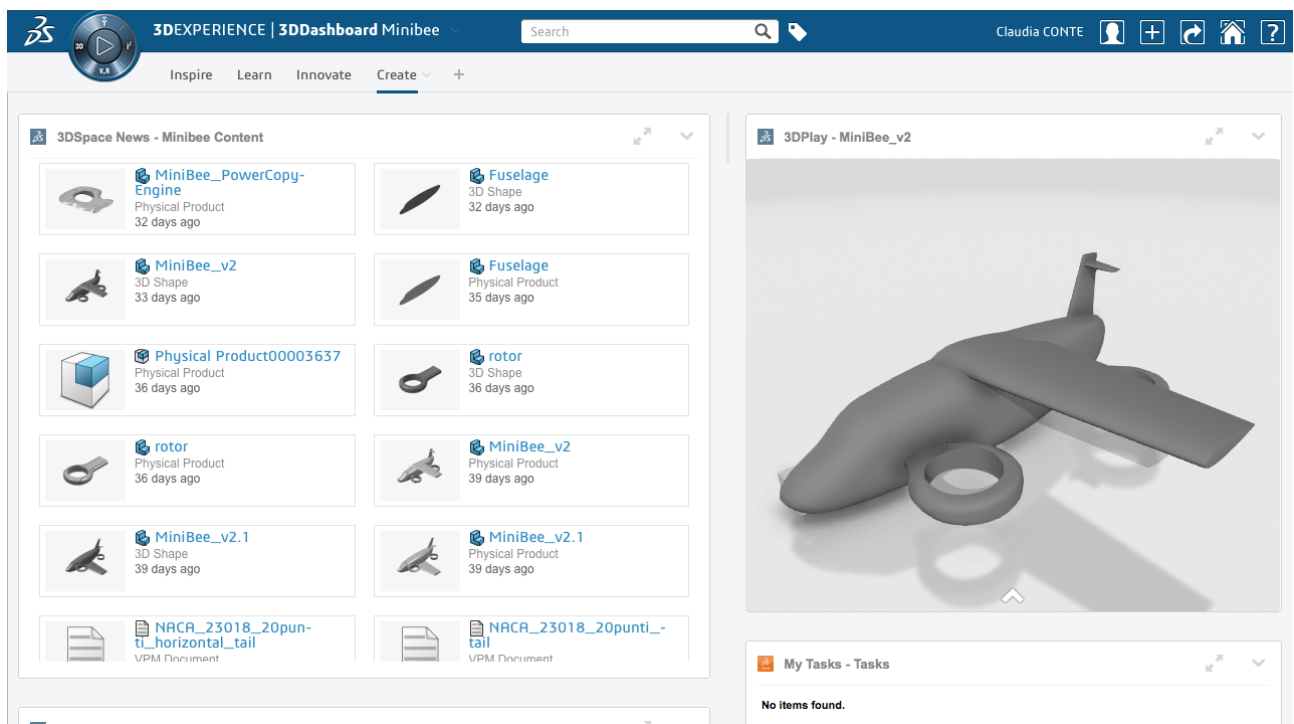 3DEXPERIENCE | 3DDashboard Minibee
Search
Claudia CONTE
3D
V.R
Inspire Learn Innovate Create +
3DSpace News - Minibee Content
MiniBee_PowerCopy-
Engine
Physical Product
32 days ago
Fuselage
3D Shape
32 days ago
MiniBee_v2
3D Shape
33 days ago
Fuselage
Physical Product
35 days ago
Physical Product00003637
Physical Product
36 days ago
rotor
3D Shape
36 days ago
rotor
Physical Product
36 days ago
MiniBee_v2
Physical Product
39 days ago
MiniBee_v2.1
3D Shape
39 days ago
MiniBee_v2.1
Physical Product
39 days ago
NACA_23018_20pun-
ti_horizontal_tail
VPM Document
NACA_23018_20punti_-
tail
VPM Document
3DPlay - MiniBee_v2
My Tasks - Tasks
No items found.